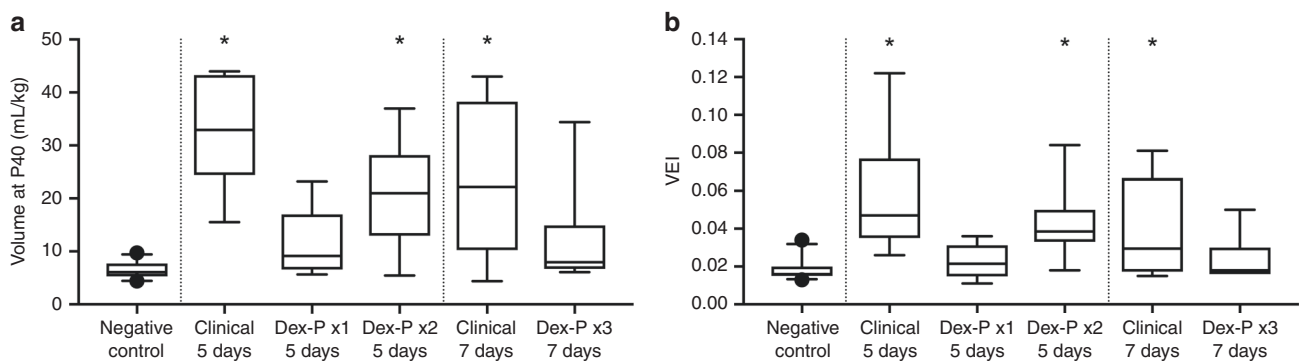 a
50
40
30
20
10
0
Volume at P40 (mL/kg)
* * *
Negative control
Clinical 5 days
Dex-P x1 5 days
Dex-P x2 5 days
Clinical 7 days
Dex-P x3 7 days
b
0.14
0.12
0.10
0.08
0.06
0.04
0.02
0.00
VEI
* * *
Negative control
Clinical 5 days
Dex-P x1 5 days
Dex-P x2 5 days
Clinical 7 days
Dex-P x3 7 days